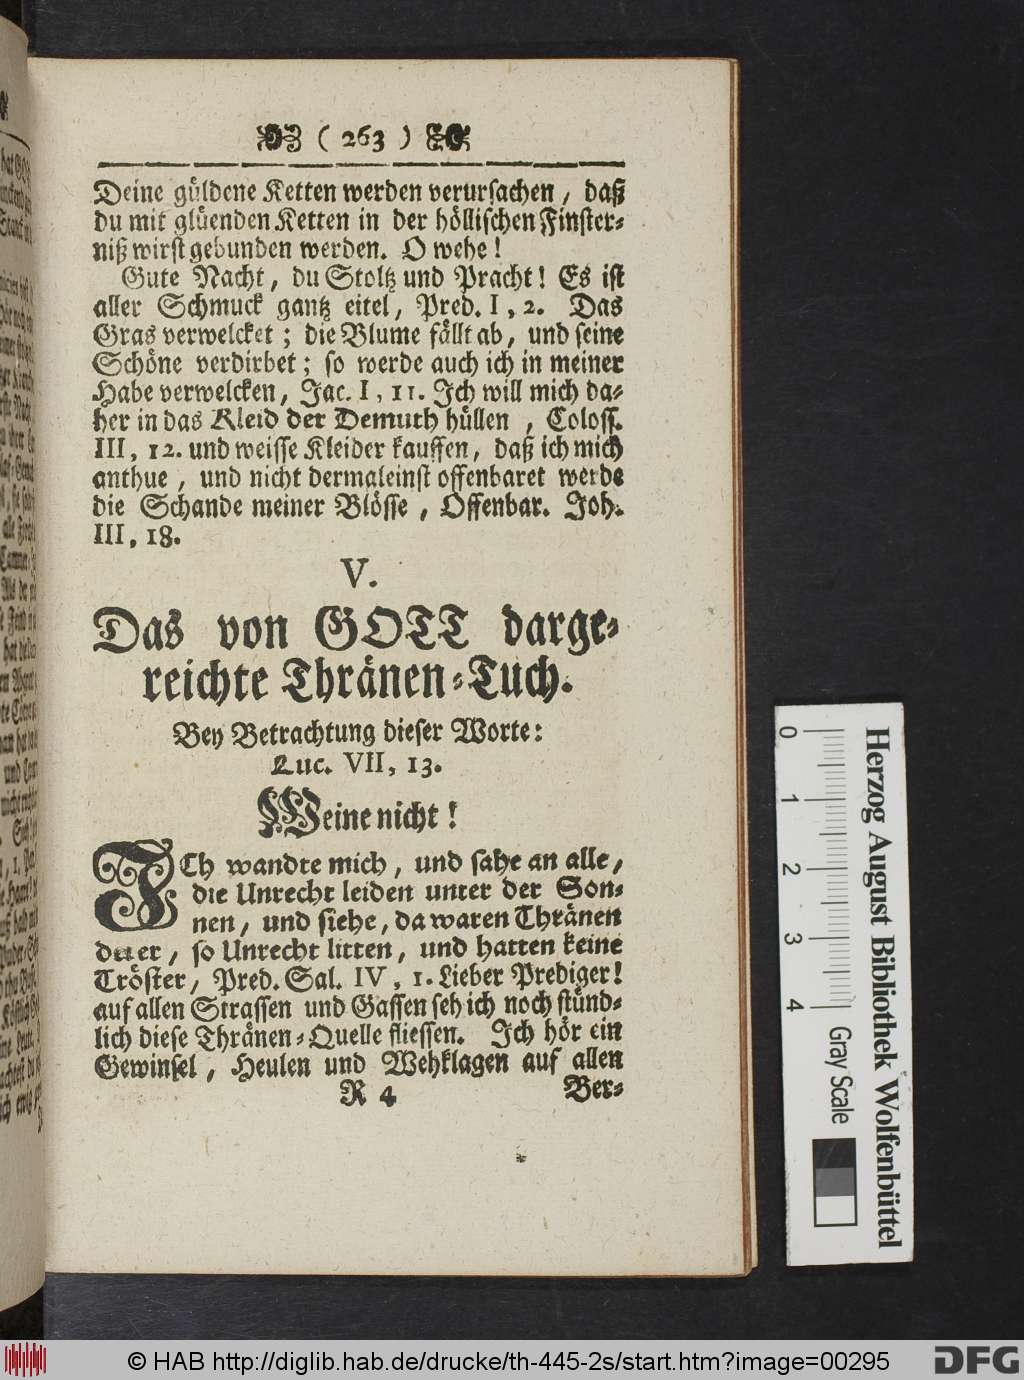 ( 263 )
Deine güldene Ketten werden verursachen, daß
du mit glüenden Ketten in der höllischen Finster-
niß wirst gebunden werden. O wehe!
Gute Nacht, du Stoltz und Pracht! Es ist
aller Schmuck gantz eitel, Pred. I, 2. Das
Gras verwelcket; die Blume fällt ab, und seine
Schöne verdirbet; so werde auch ich in meiner
Habe verwelcken, Jac. I, 11. Ich will mich da-
her in das Kleid der Demuth hüllen, Coloss.
III, 12. und weisse Kleider kauffen, daß ich mich
anthue, und nicht dermaleinst offenbaret werde
die Schande meiner Blösse, Offenbar. Joh.
III, 18.
V.
Das von GOTT darge-
reichte Thränen-Tuch.
Bey Betrachtung dieser Worte:
Luc. VII, 13.
Weine nicht!
ICh wandte mich, und sahe an alle,
die Unrecht leiden unter der Son-
nen, und siehe, da waren Thränen
derer, so Unrecht litten, und hatten keine
Tröster, Pred. Sal. IV, 1. Lieber Prediger!
auf allen Strassen und Gassen seh ich noch stünd-
lich diese Thränen-Quelle fliessen. Ich hör ein
Gewinsel, Heulen und Wehklagen auf allen
R 4 Ber-
Herzog August Bibliothek Wolfenbüttel
0 1 2 3 4 Gray Scale
© HAB http://diglib.hab.de/drucke/th-445-2s/start.htm?image=00295
DFG